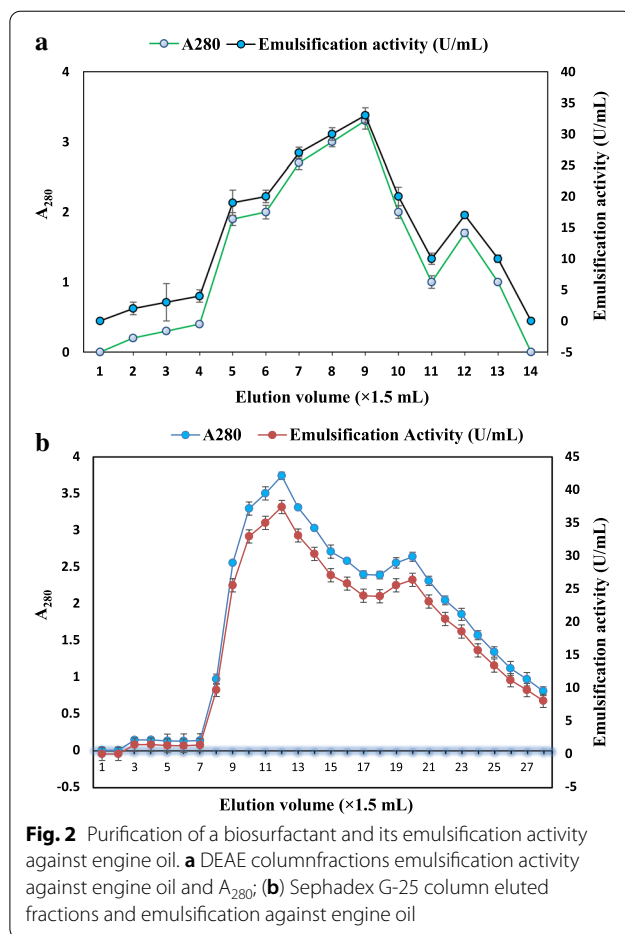 a
A280 Emulsification activity (U/mL)
4 40
35
3 30
25
2 20
15
1 10
5
0
0 -5
A280
Emulsification activity (U/mL)
1 2 3 4 5 6 7 8 9 10 11 12 13 14
Elution volume (×1.5 mL)
b
A280 Emulsification Activity (U/mL)
4 45
3.5 40
35
3 30
2.5 25
2 20
1.5 15
1 10
0.5 5
0 0
-0.5 -5
A280
Emulsification activity (U/mL)
1 3 5 7 9 11 13 15 17 19 21 23 25 27
Elution volume (×1.5 mL)
Fig. 2 Purification of a biosurfactant and its emulsification activity
against engine oil. a DEAE columnfractions emulsification activity
against engine oil and A280; (b) Sephadex G-25 column eluted
fractions and emulsification against engine oil